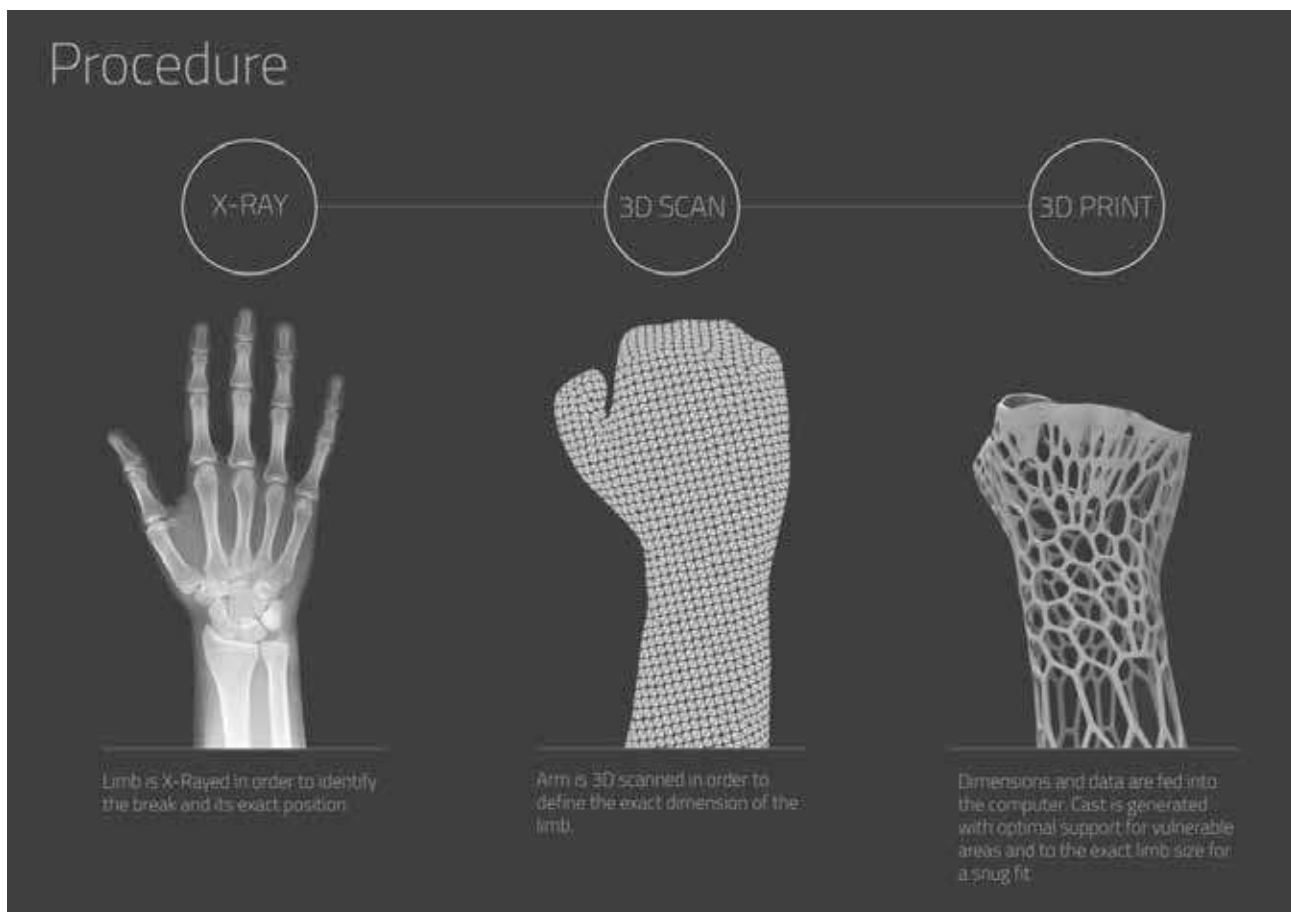 Procedure
X-RAY
3D SCAN
3D PRINT
Limb is X-Rayed in order to identify
the break and its exact position
Arm is 3D scanned in order to
define the exact dimension of the
limb.
Dimensions and data are fed into
the computer. Cast is generated
with optimal support for vulnerable
areas and to the exact limb size for
a snug fit